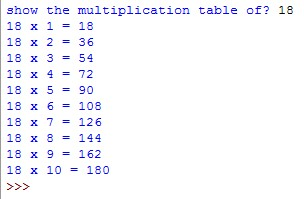 show the multiplication table of? 18
18 x 1 = 18
18 x 2 = 36
18 x 3 = 54
18 x 4 = 72
18 x 5 = 90
18 x 6 = 108
18 x 7 = 126
18 x 8 = 144
18 x 9 = 162
18 x 10 = 180
>>>